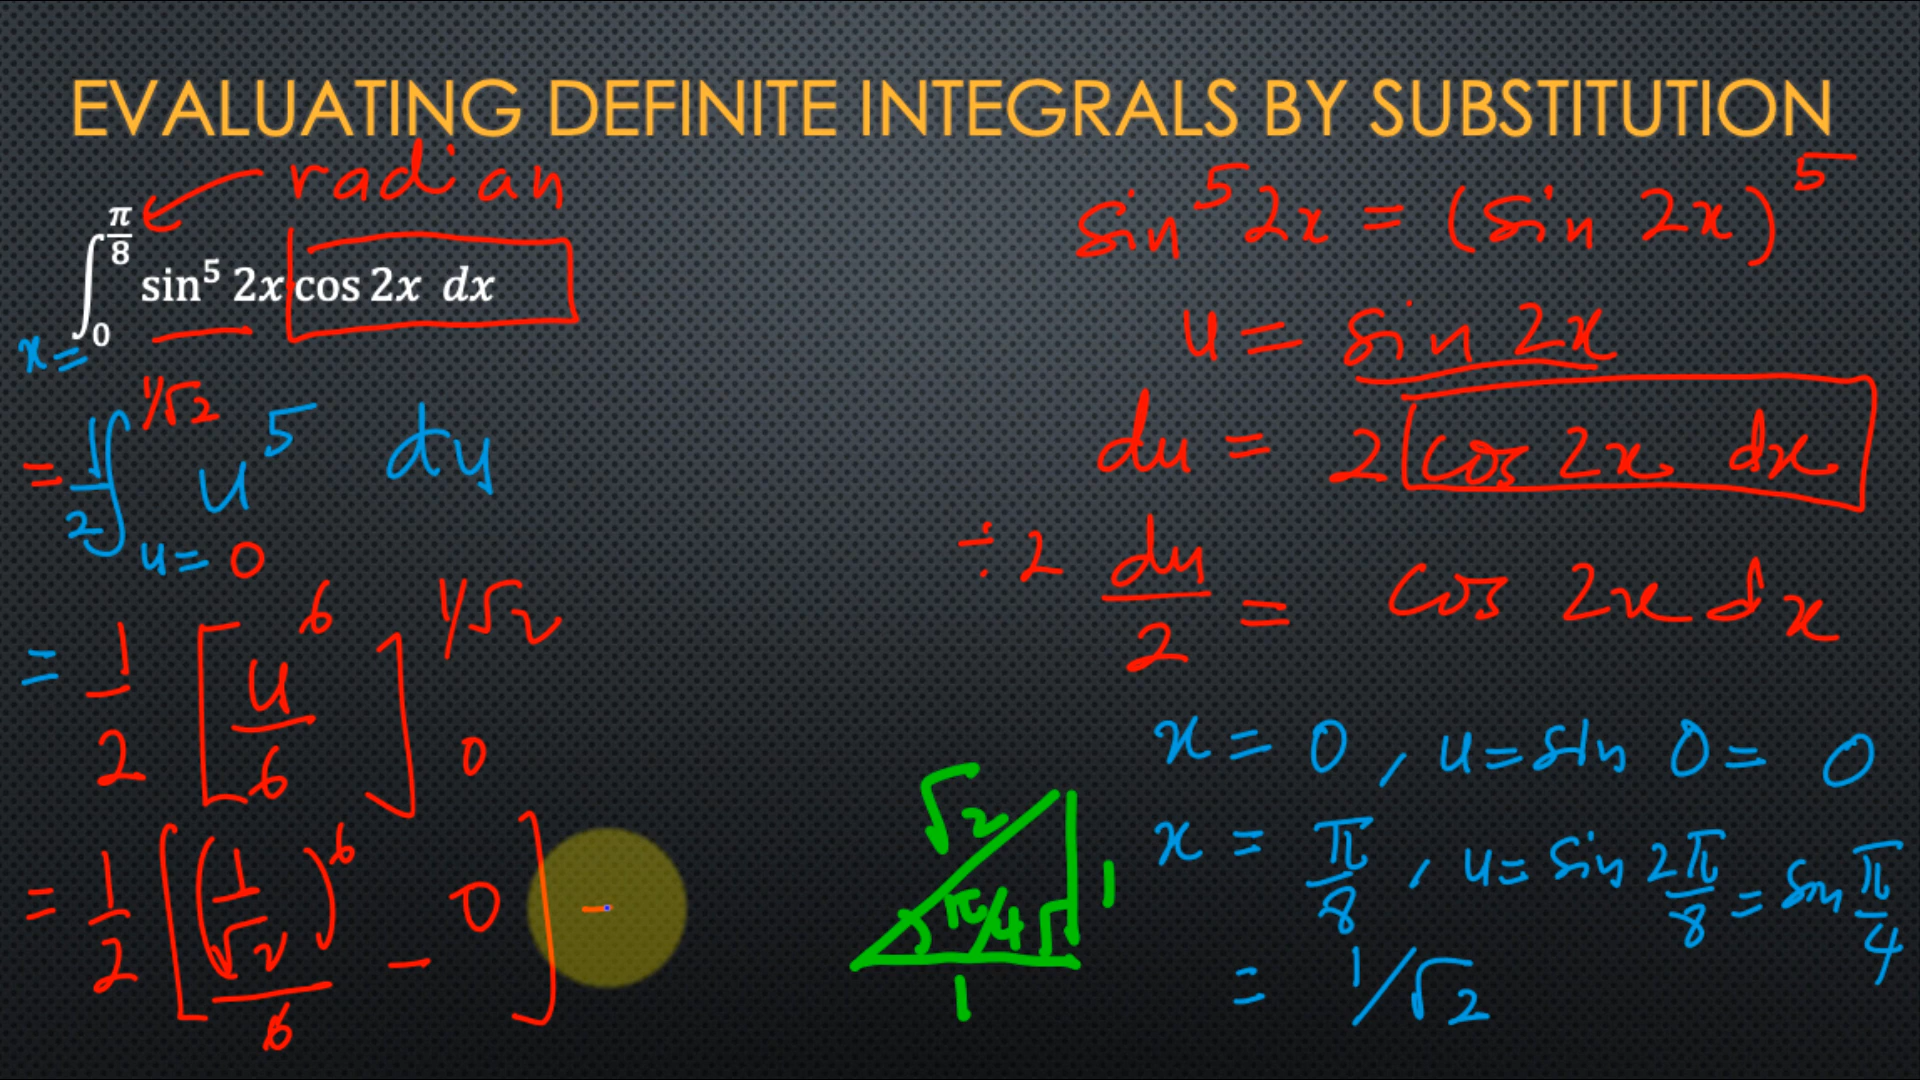 EVALUATING DEFINITE INTEGRALS BY SUBSTITUTION
radian
∫₀^(π/8) sin⁵ 2x cos 2x dx
x=
= 1/2 ∫_(u=0)^(1/√2) u⁵ du
= 1/2 [u⁶/6]₀^(1/√2)
= 1/2 [(1/√2)⁶/6 − 0] −
sin⁵ 2x = (sin 2x)⁵
u = sin 2x
du = 2 cos 2x dx
÷2 du/2 = cos 2x dx
x = 0, u = sin 0 = 0
x = π/8, u = sin 2π/8 = sin π/4
= 1/√2
√2
π/4
1
1